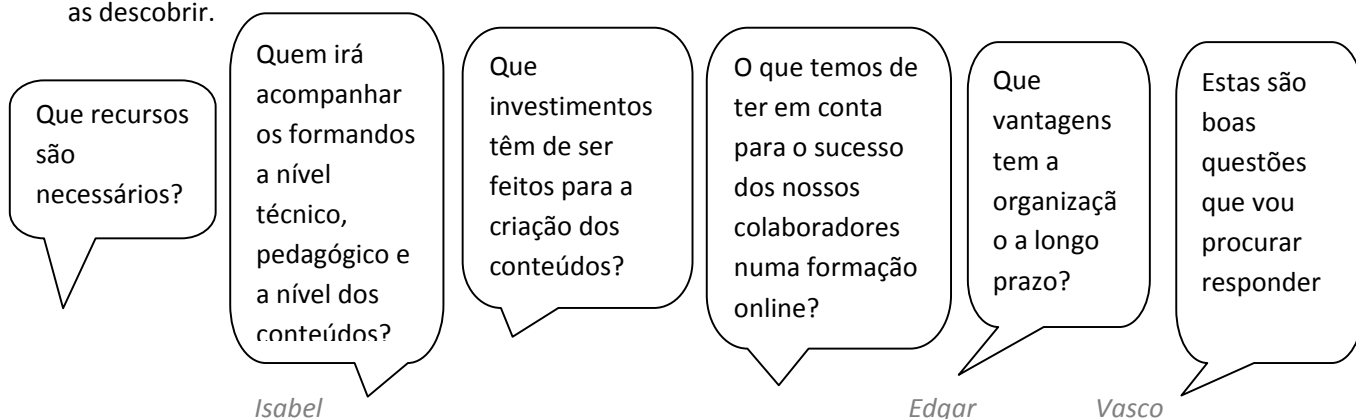 as descobrir.
Que recursos
são
necessários?
Quem irá
acompanhar
os formandos
a nível
técnico,
pedagógico e
a nível dos
conteúdos?
Que
investimentos
têm de ser
feitos para a
criação dos
conteúdos?
O que temos de
ter em conta
para o sucesso
dos nossos
colaboradores
numa formação
online?
Que
vantagens
tem a
organizaçã
o a longo
prazo?
Estas são
boas
questões
que vou
procurar
responder
Isabel
Edgar
Vasco